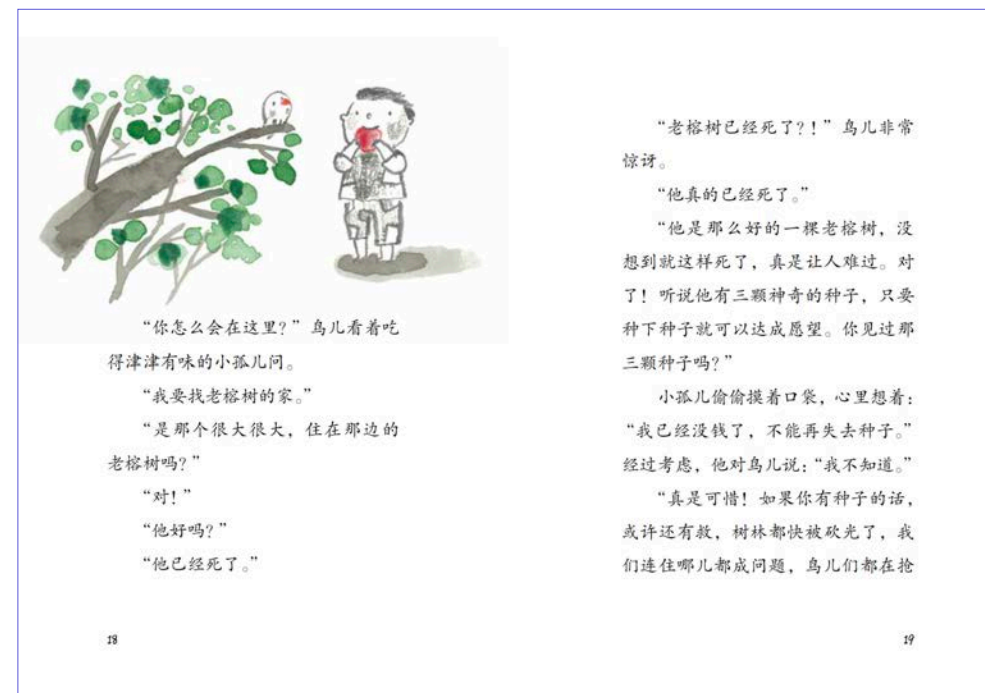 “你怎么会在这里？”鸟儿看着吃
得津津有味的小孤儿问。
“我要找老榕树的家。”
“是那个很大很大，住在那边的
老榕树吗？”
“对！”
“他好吗？”
“他已经死了。”
18
“老榕树已经死了？！”鸟儿非常
惊讶。
“他真的已经死了。”
“他是那么好的一棵老榕树，没
想到就这样死了，真是让人难过。对
了！听说他有三颗神奇的种子，只要
种下种子就可以达成愿望。你见过那
三颗种子吗？”
小孤儿偷偷摸着口袋，心里想着：
“我已经没钱了，不能再失去种子。”
经过考虑，他对鸟儿说：“我不知道。”
“真是可惜！如果你有种子的话，
或许还有救，树林都快被砍光了，我
们连住哪儿都成问题，鸟儿们都在抢
19